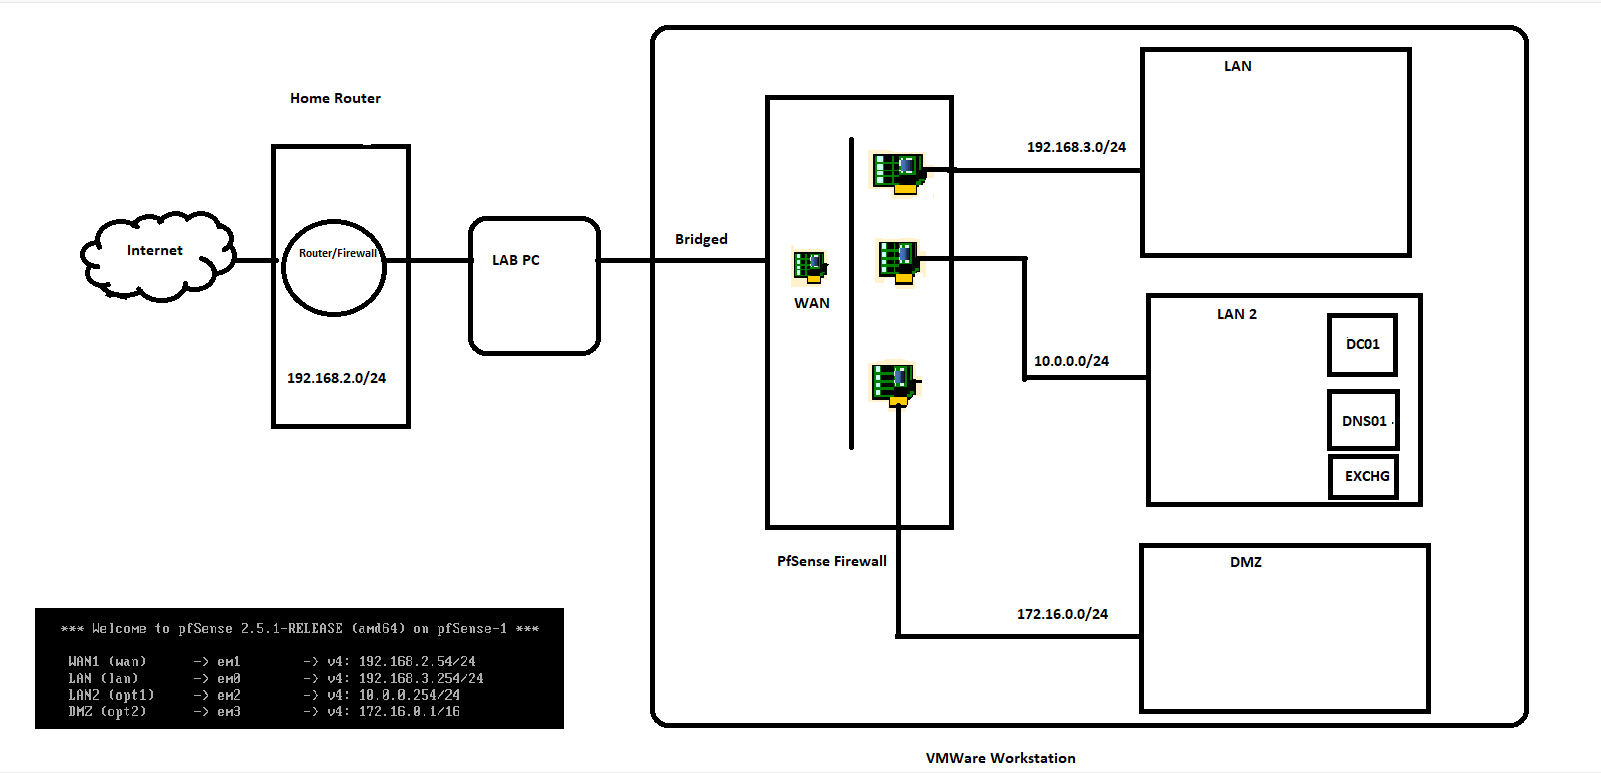 Home Router
Internet
Router/Firewall
192.168.2.0/24
LAB PC
Bridged
WAN
PfSense Firewall
192.168.3.0/24
LAN
10.0.0.0/24
LAN 2
DC01
DNS01
EXCHG
172.16.0.0/24
DMZ
VMWare Workstation
*** Welcome to pfSense 2.5.1-RELEASE (amd64) on pfSense-1 ***
WAN1 (wan) -> em1 -> v4: 192.168.2.54/24
LAN (lan) -> em0 -> v4: 192.168.3.254/24
LAN2 (opt1) -> em2 -> v4: 10.0.0.254/24
DMZ (opt2) -> em3 -> v4: 172.16.0.1/16